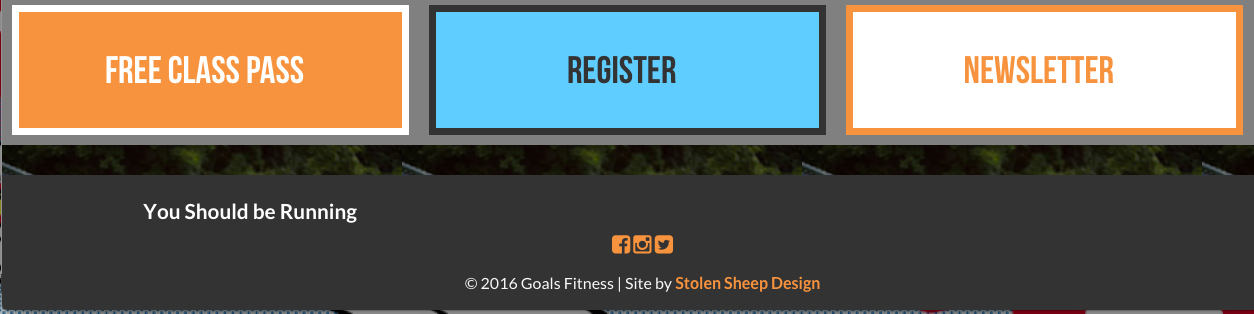 FREE CLASS PASS
REGISTER
NEWSLETTER
You Should be Running
© 2016 Goals Fitness | Site by Stolen Sheep Design